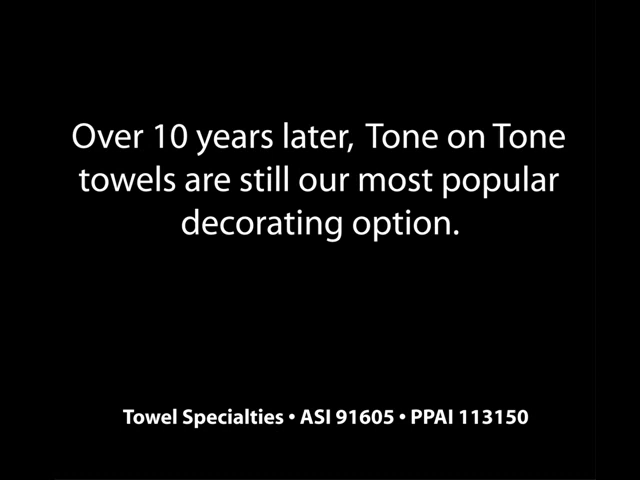 Over 10 years later, Tone on Tone
towels are still our most popular
decorating option.
Towel Specialties • ASI 91605 • PPAI 113150